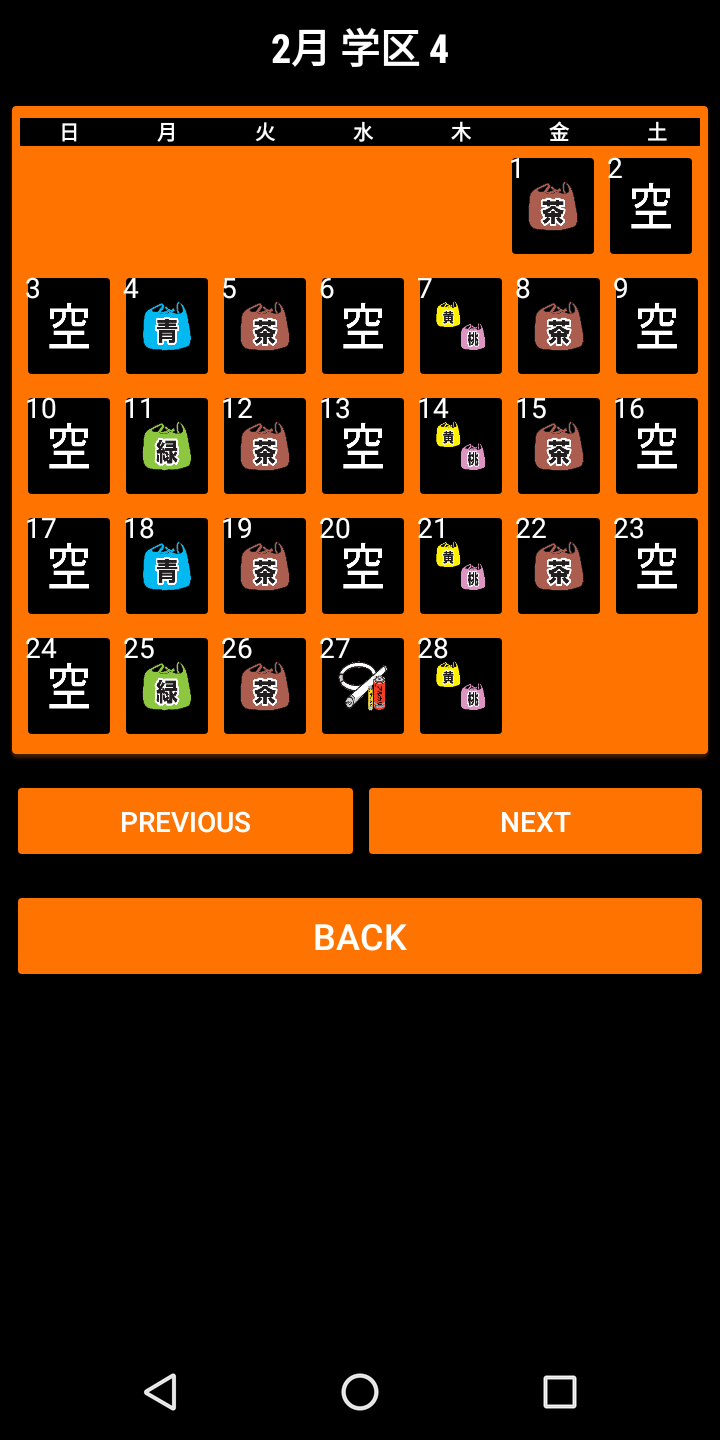 2月 学区 4
日 月 火 水 木 金 土
1 茶 2 空
3 空 4 青 5 茶 6 空 7 黄 桃 8 茶 9 空
10 空 11 緑 12 茶 13 空 14 黄 桃 15 茶 16 空
17 空 18 青 19 茶 20 空 21 黄 桃 22 茶 23 空
24 空 25 緑 26 茶 27 28 黄 桃
PREVIOUS NEXT
BACK